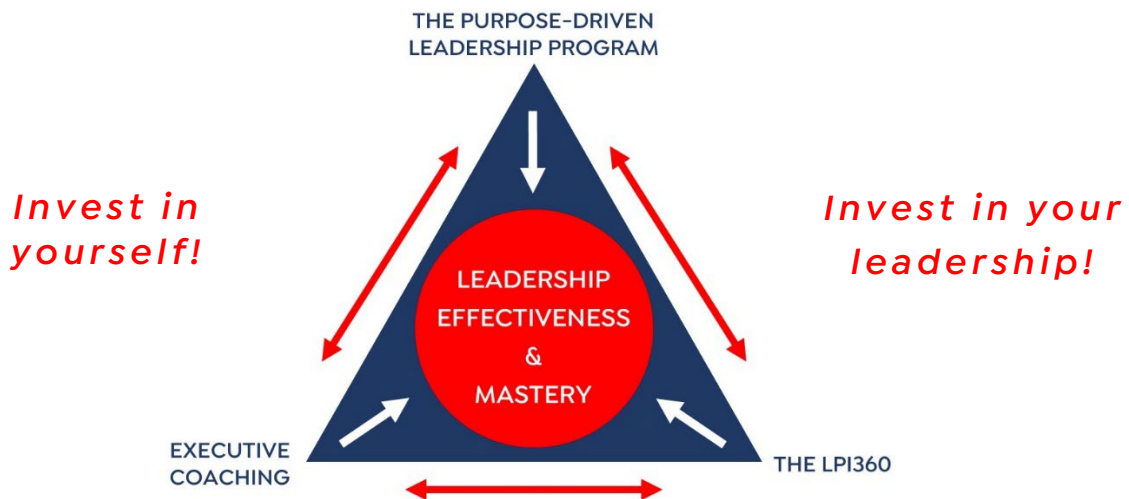 THE PURPOSE-DRIVEN
LEADERSHIP PROGRAM
Invest in
yourself!
Invest in your
leadership!
LEADERSHIP
EFFECTIVENESS
&
MASTERY
EXECUTIVE
COACHING
THE LPI360